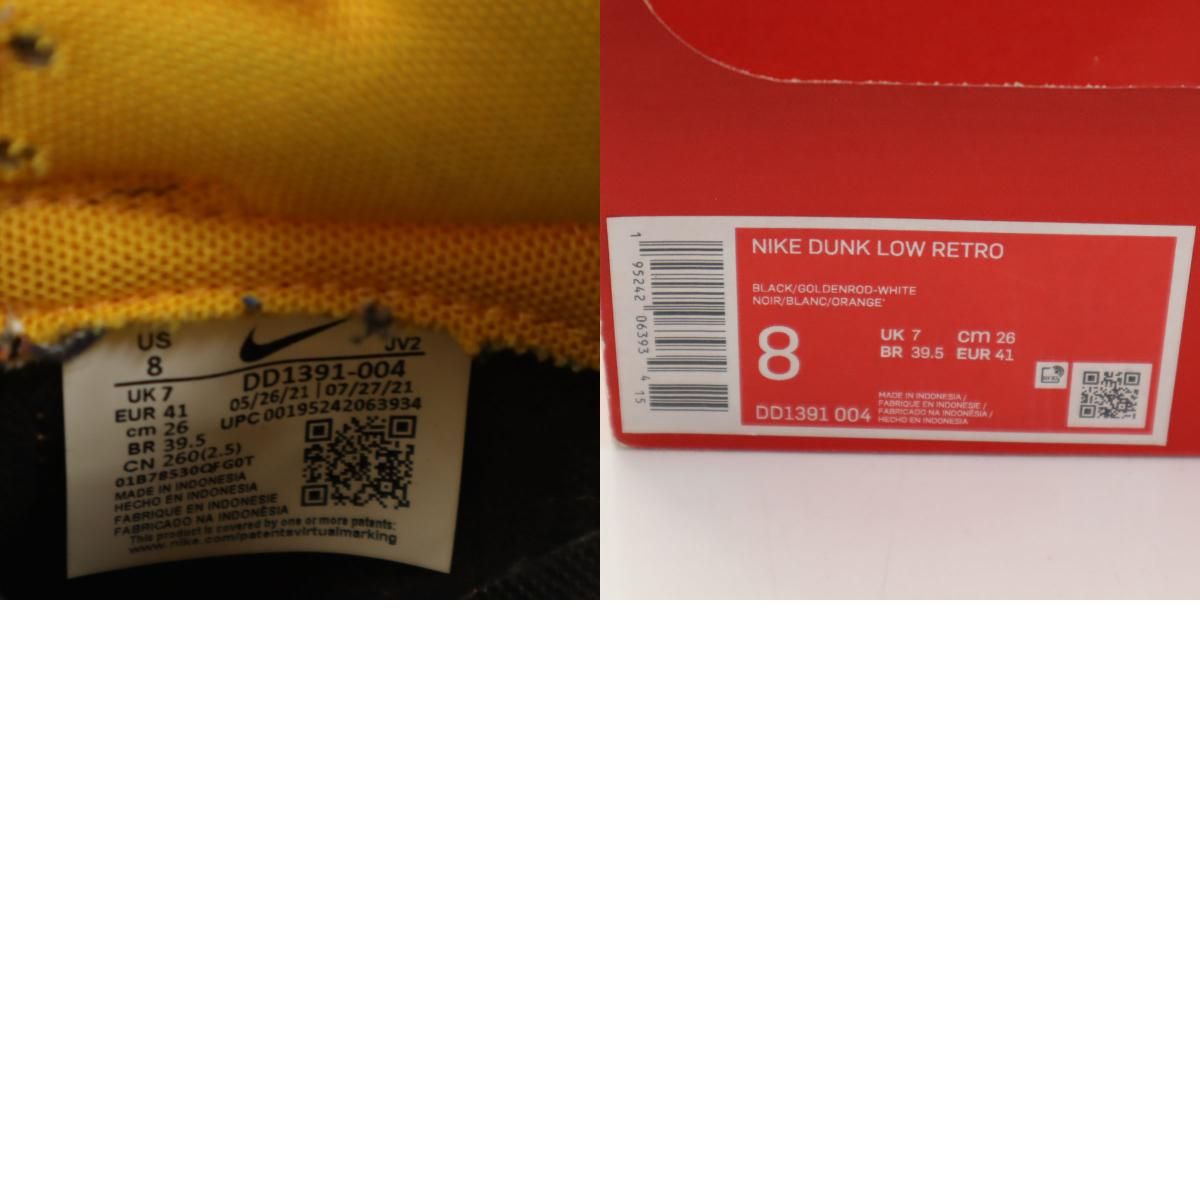 US
8
JV2
DD1391-004
05/26/21 | 07/27/21
UPC 00195242063934
UK 7
EUR 41
cm 26
BR 39.5
CN 260(2.5)
MADE IN INDONESIA
HECHO EN INDONESIA
FABRIQUE EN INDONESIE
FABRICADO NA INDONÉSIA
This product is covered by one or more patents:
www.nike.com/patentsvirtualmarking
1 95242 06393 4 15
NIKE DUNK LOW RETRO
BLACK/GOLDENROD-WHITE
NOIR/BLANC/ORANGE*
8
UK 7 cm 26
BR 39.5 EUR 41
DD1391 004
MADE IN INDONESIA /
FABRIQUE EN INDONESIE /
FABRICADO NA INDONÉSIA /
HECHO EN INDONESIA